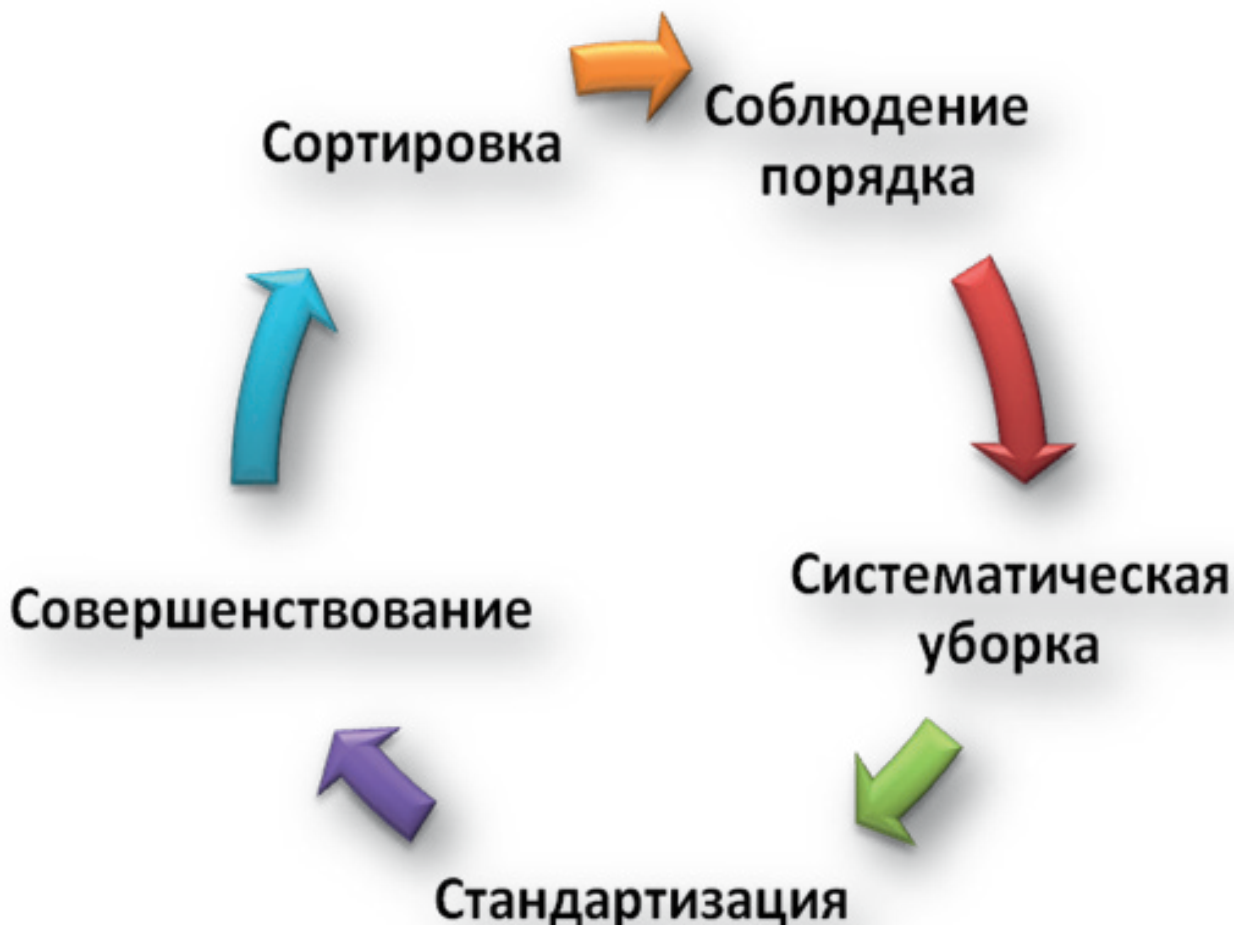 Сортировка
Соблюдение
порядка
Систематическая
уборка
Стандартизация
Совершенствование